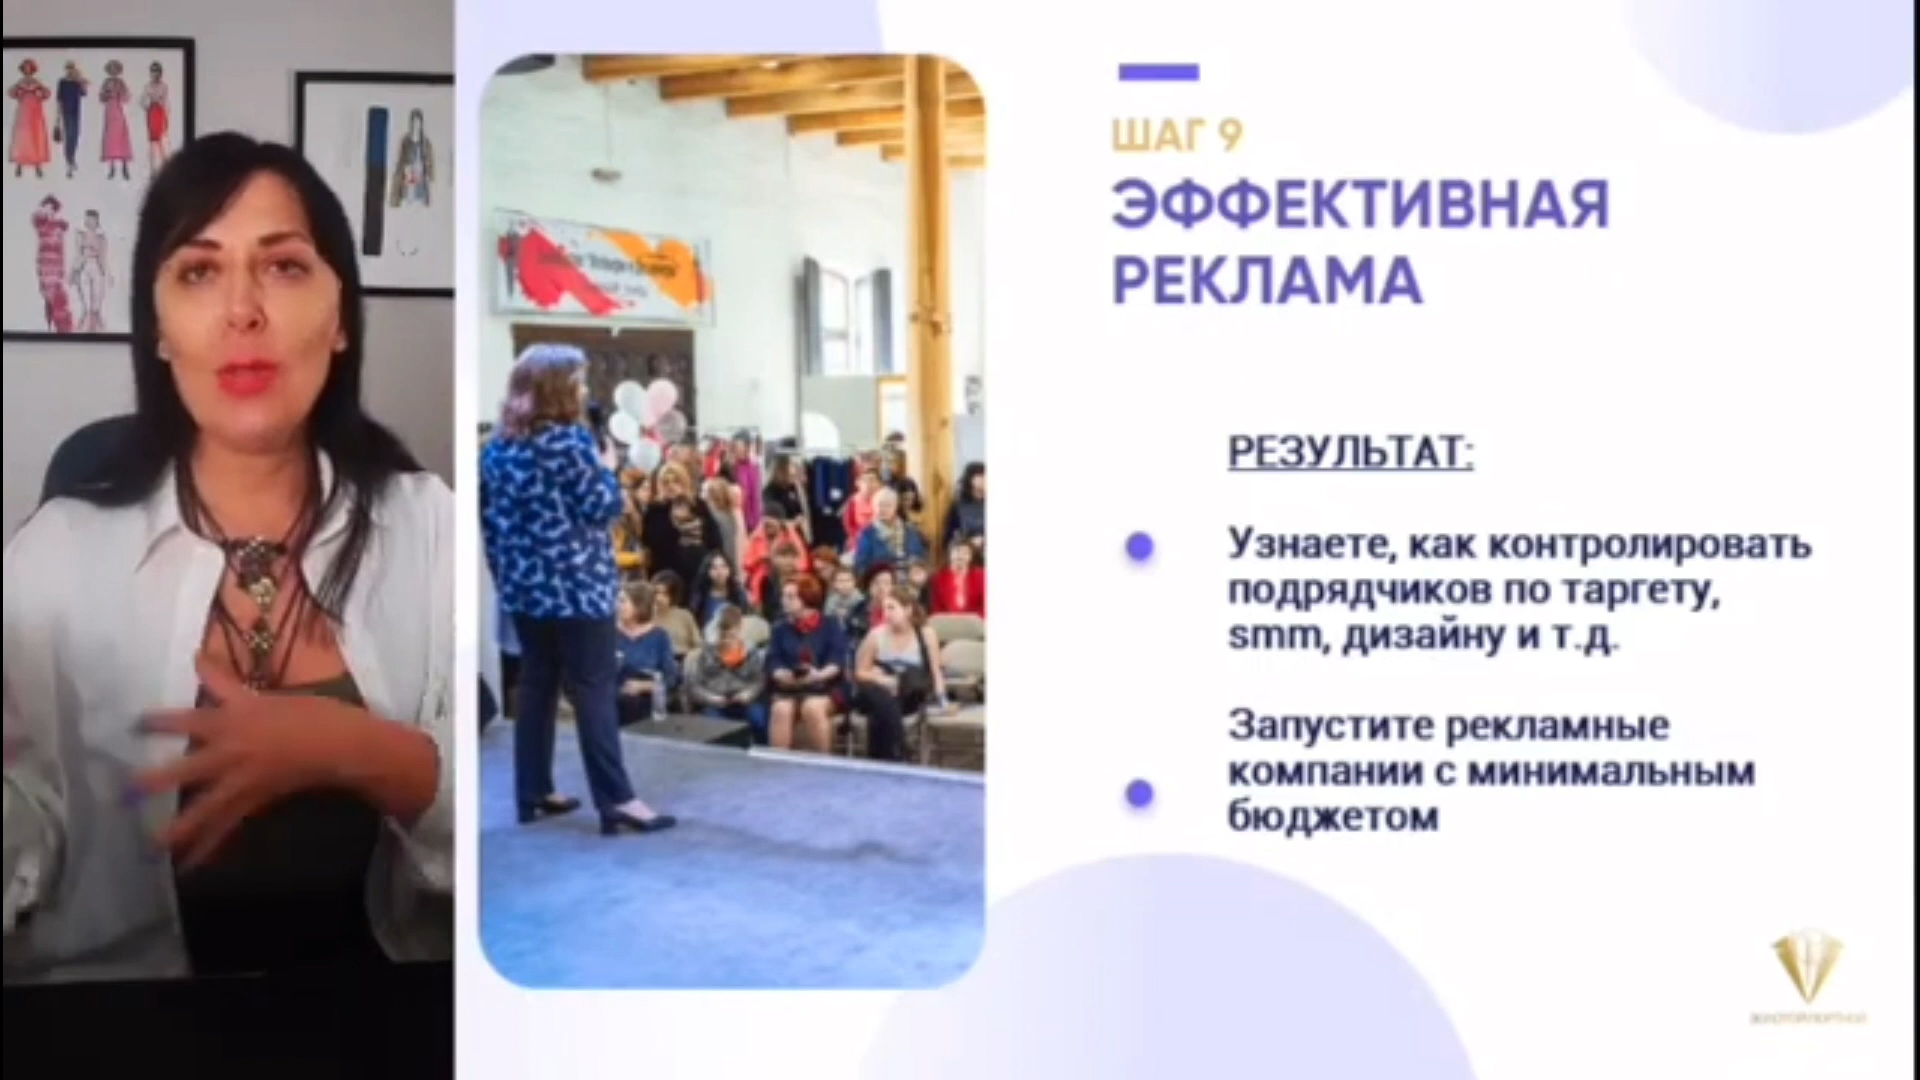 ШАГ 9
ЭФФЕКТИВНАЯ
РЕКЛАМА
РЕЗУЛЬТАТ:
Узнаете, как контролировать
подрядчиков по таргету,
smm, дизайну и т.д.
Запустите рекламные
компании с минимальным
бюджетом